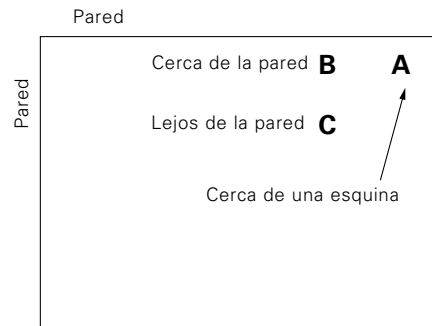 Pared
Pared
Cerca de la pared B A
Lejos de la pared C
Cerca de una esquina